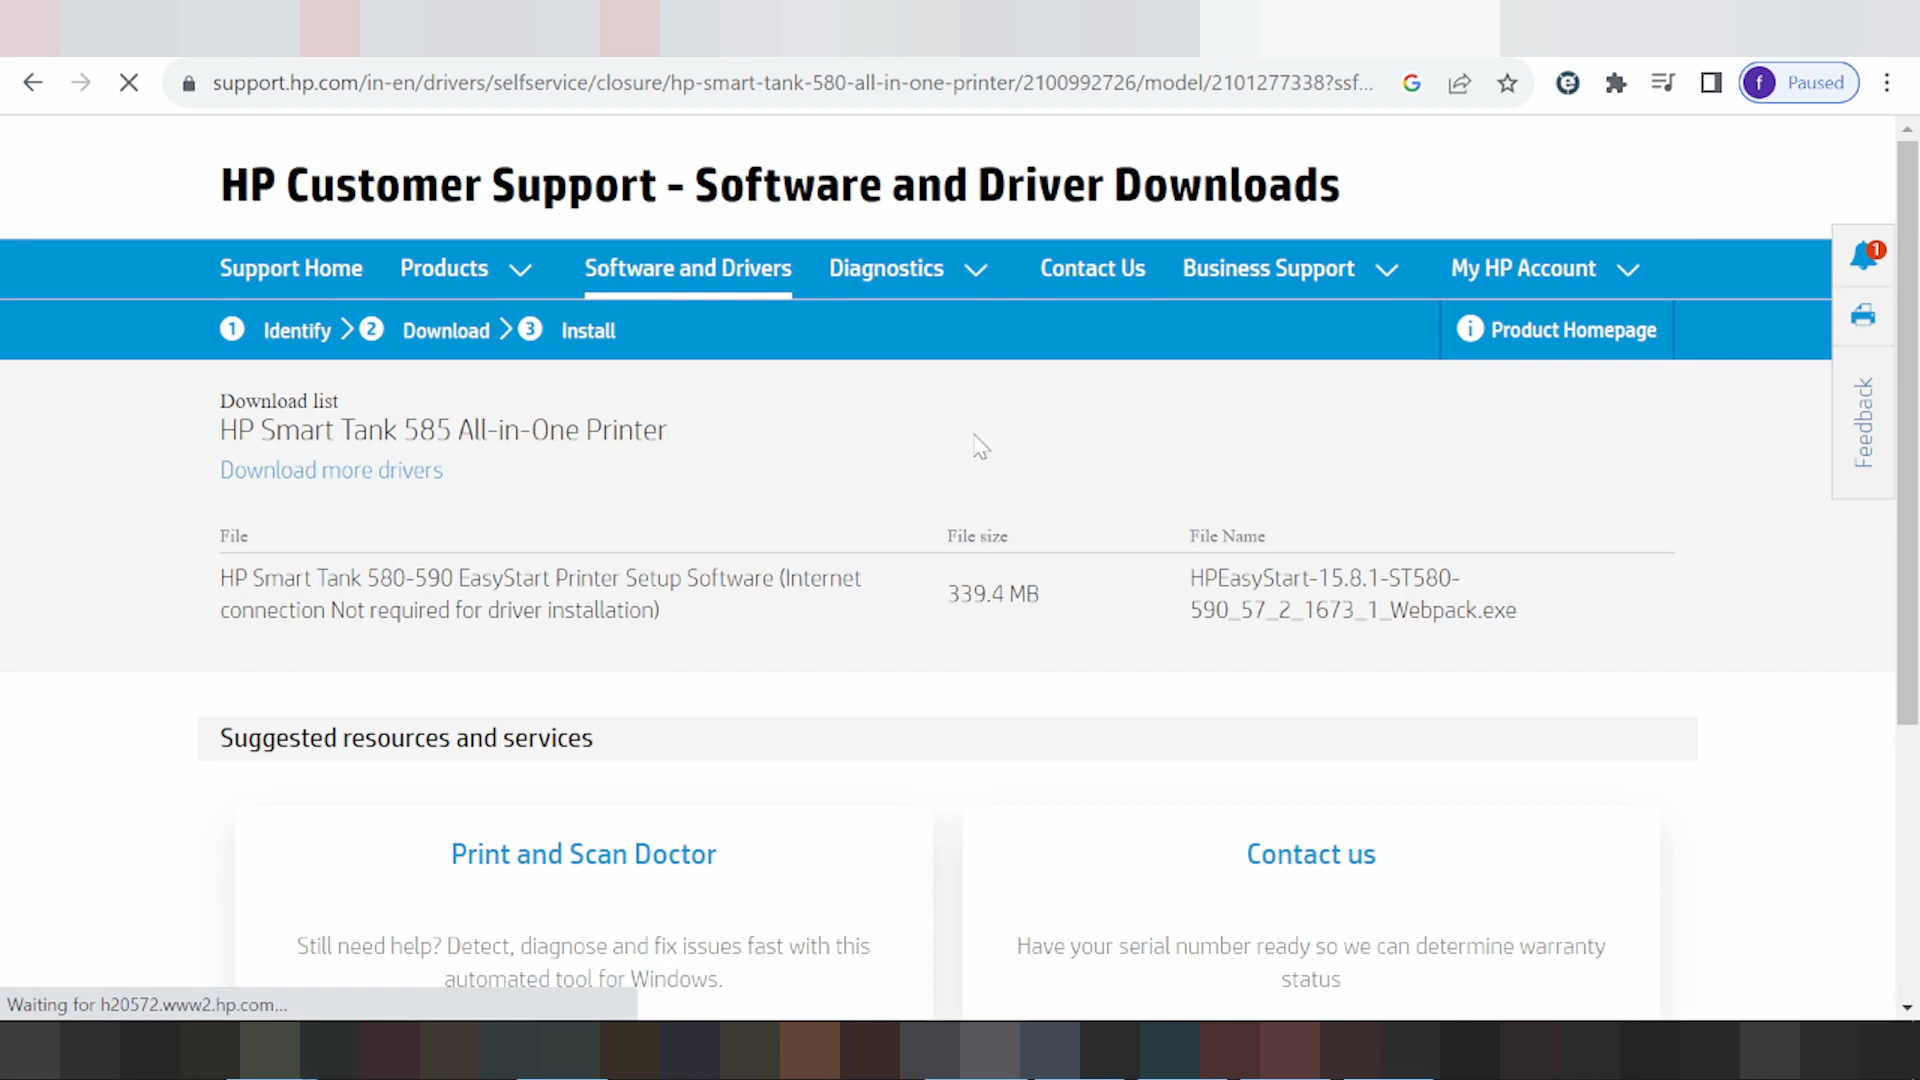 support.hp.com/in-en/drivers/selfservice/closure/hp-smart-tank-580-all-in-one-printer/2100992726/model/2101277338?ssf...
f Paused
HP Customer Support - Software and Driver Downloads
Support Home Products Software and Drivers Diagnostics Contact Us Business Support My HP Account
1
1 Identify 2 Download 3 Install
i Product Homepage
Feedback
Download list
HP Smart Tank 585 All-in-One Printer
Download more drivers
File File size File Name
HP Smart Tank 580-590 EasyStart Printer Setup Software (Internet
connection Not required for driver installation)
339.4 MB
HPEasyStart-15.8.1-ST580-
590_57_2_1673_1_Webpack.exe
Suggested resources and services
Print and Scan Doctor
Still need help? Detect, diagnose and fix issues fast with this
automated tool for Windows.
Contact us
Have your serial number ready so we can determine warranty
status
Waiting for h20572.www2.hp.com...